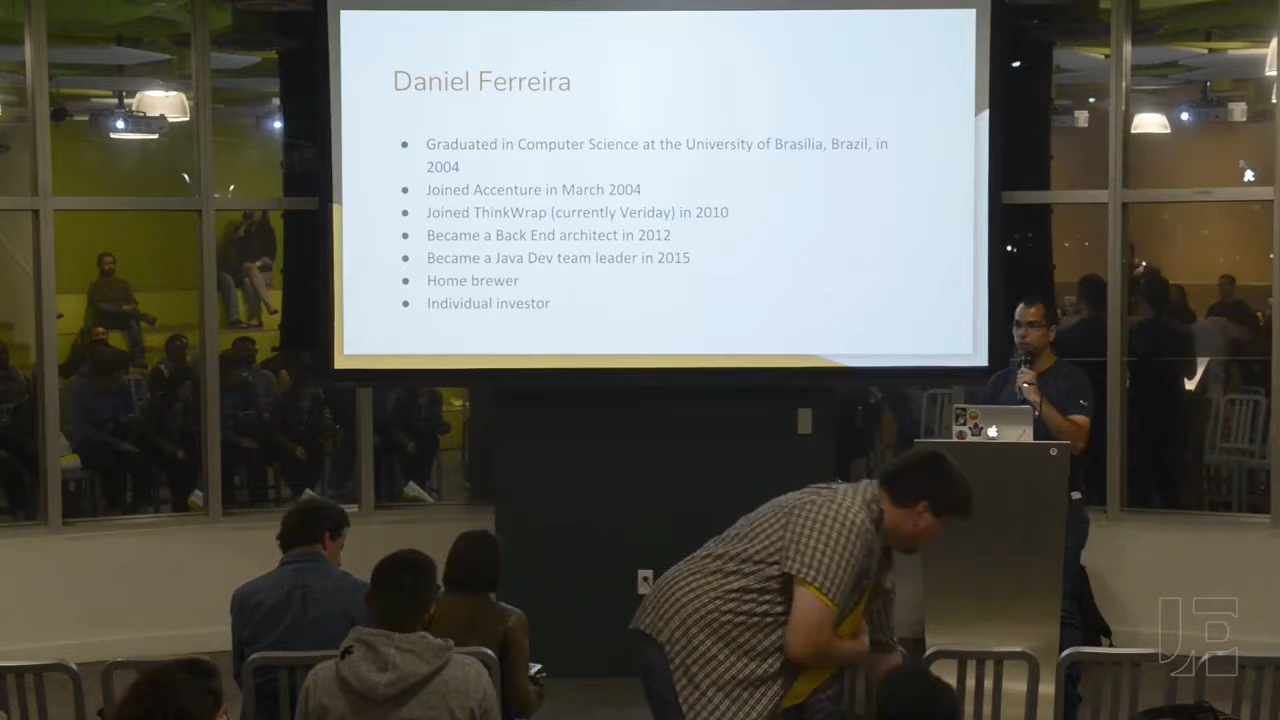 Daniel Ferreira
● Graduated in Computer Science at the University of Brasília, Brazil, in
2004
● Joined Accenture in March 2004
● Joined ThinkWrap (currently Veriday) in 2010
● Became a Back End architect in 2012
● Became a Java Dev team leader in 2015
● Home brewer
● Individual investor